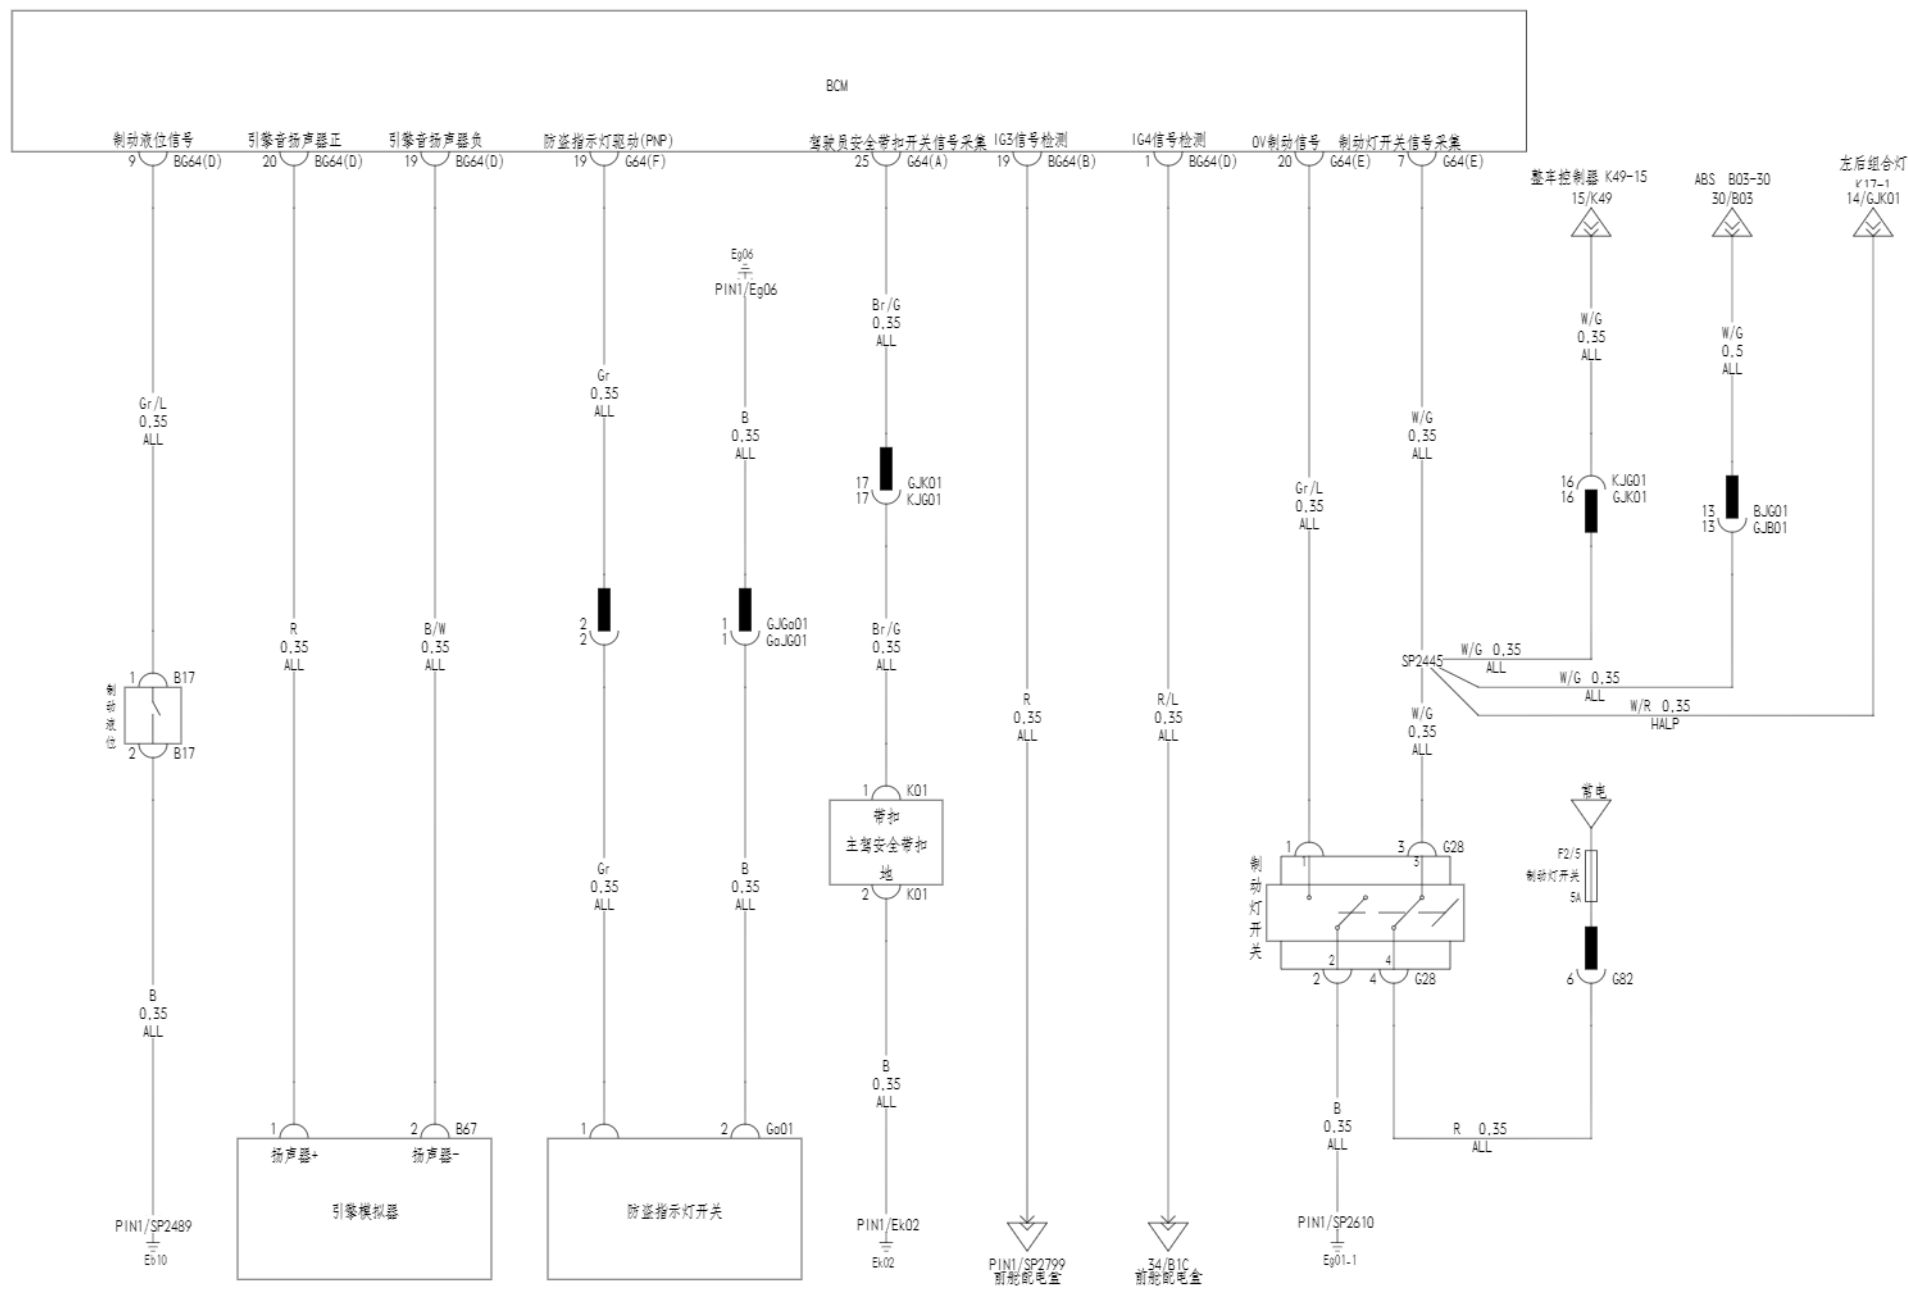 BCM
制动液位信号 引擎音扬声器正 引擎音扬声器负 防盗指示灯驱动(PNP) 驾驶员安全带扣开关信号采集 IG3信号检测 IG4信号检测 0V制动信号 制动灯开关信号采集
9 BG64(D) 20 BG64(D) 19 BG64(D) 19 G64(F) 25 G64(A) 19 BG64(B) 1 BG64(D) 20 G64(E) 7 G64(E)
左后组合灯
整车控制器 K49-15 ABS B03-30 K17-1
15/K49 30/B03 14/GJK01
Eg06
PIN1/Eg06
Br/G
0,35
ALL
W/G
0,35
ALL
W/G
0,5
ALL
Gr
0,35
ALL
Gr/L
0,35
ALL
B
0,35
ALL
W/G
0,35
ALL
17 GJK01
17 KJG01
16 KJG01
16 GJK01
Gr/L
0,35
ALL
13 BJG01
13 GJB01
2
2
1 GJGa01
1 GaJG01
R
0,35
ALL
B/W
0,35
ALL
Br/G
0,35
ALL
SP2445
W/G 0,35
ALL
W/G 0,35
ALL
W/R 0,35
HALP
1 B17
制动液位
2 B17
R
0,35
ALL
R/L
0,35
ALL
W/G
0,35
ALL
1 K01
带扣
主驾安全带扣
地
2 K01
常电
F2/5
制动灯开关
5A
6 G82
Gr
0,35
ALL
B
0,35
ALL
1 3 G28
1 3
制动灯开关
2 4
2 4 G28
B
0,35
ALL
B
0,35
ALL
B
0,35
ALL
R 0,35
ALL
1 2 B67
扬声器+ 扬声器-
引擎模拟器
1 2 Ga01
防盗指示灯开关
PIN1/SP2489
Eb10
PIN1/Ek02
Ek02
PIN1/SP2799
前舱配电盒
34/B1C
前舱配电盒
PIN1/SP2610
Eg01-1